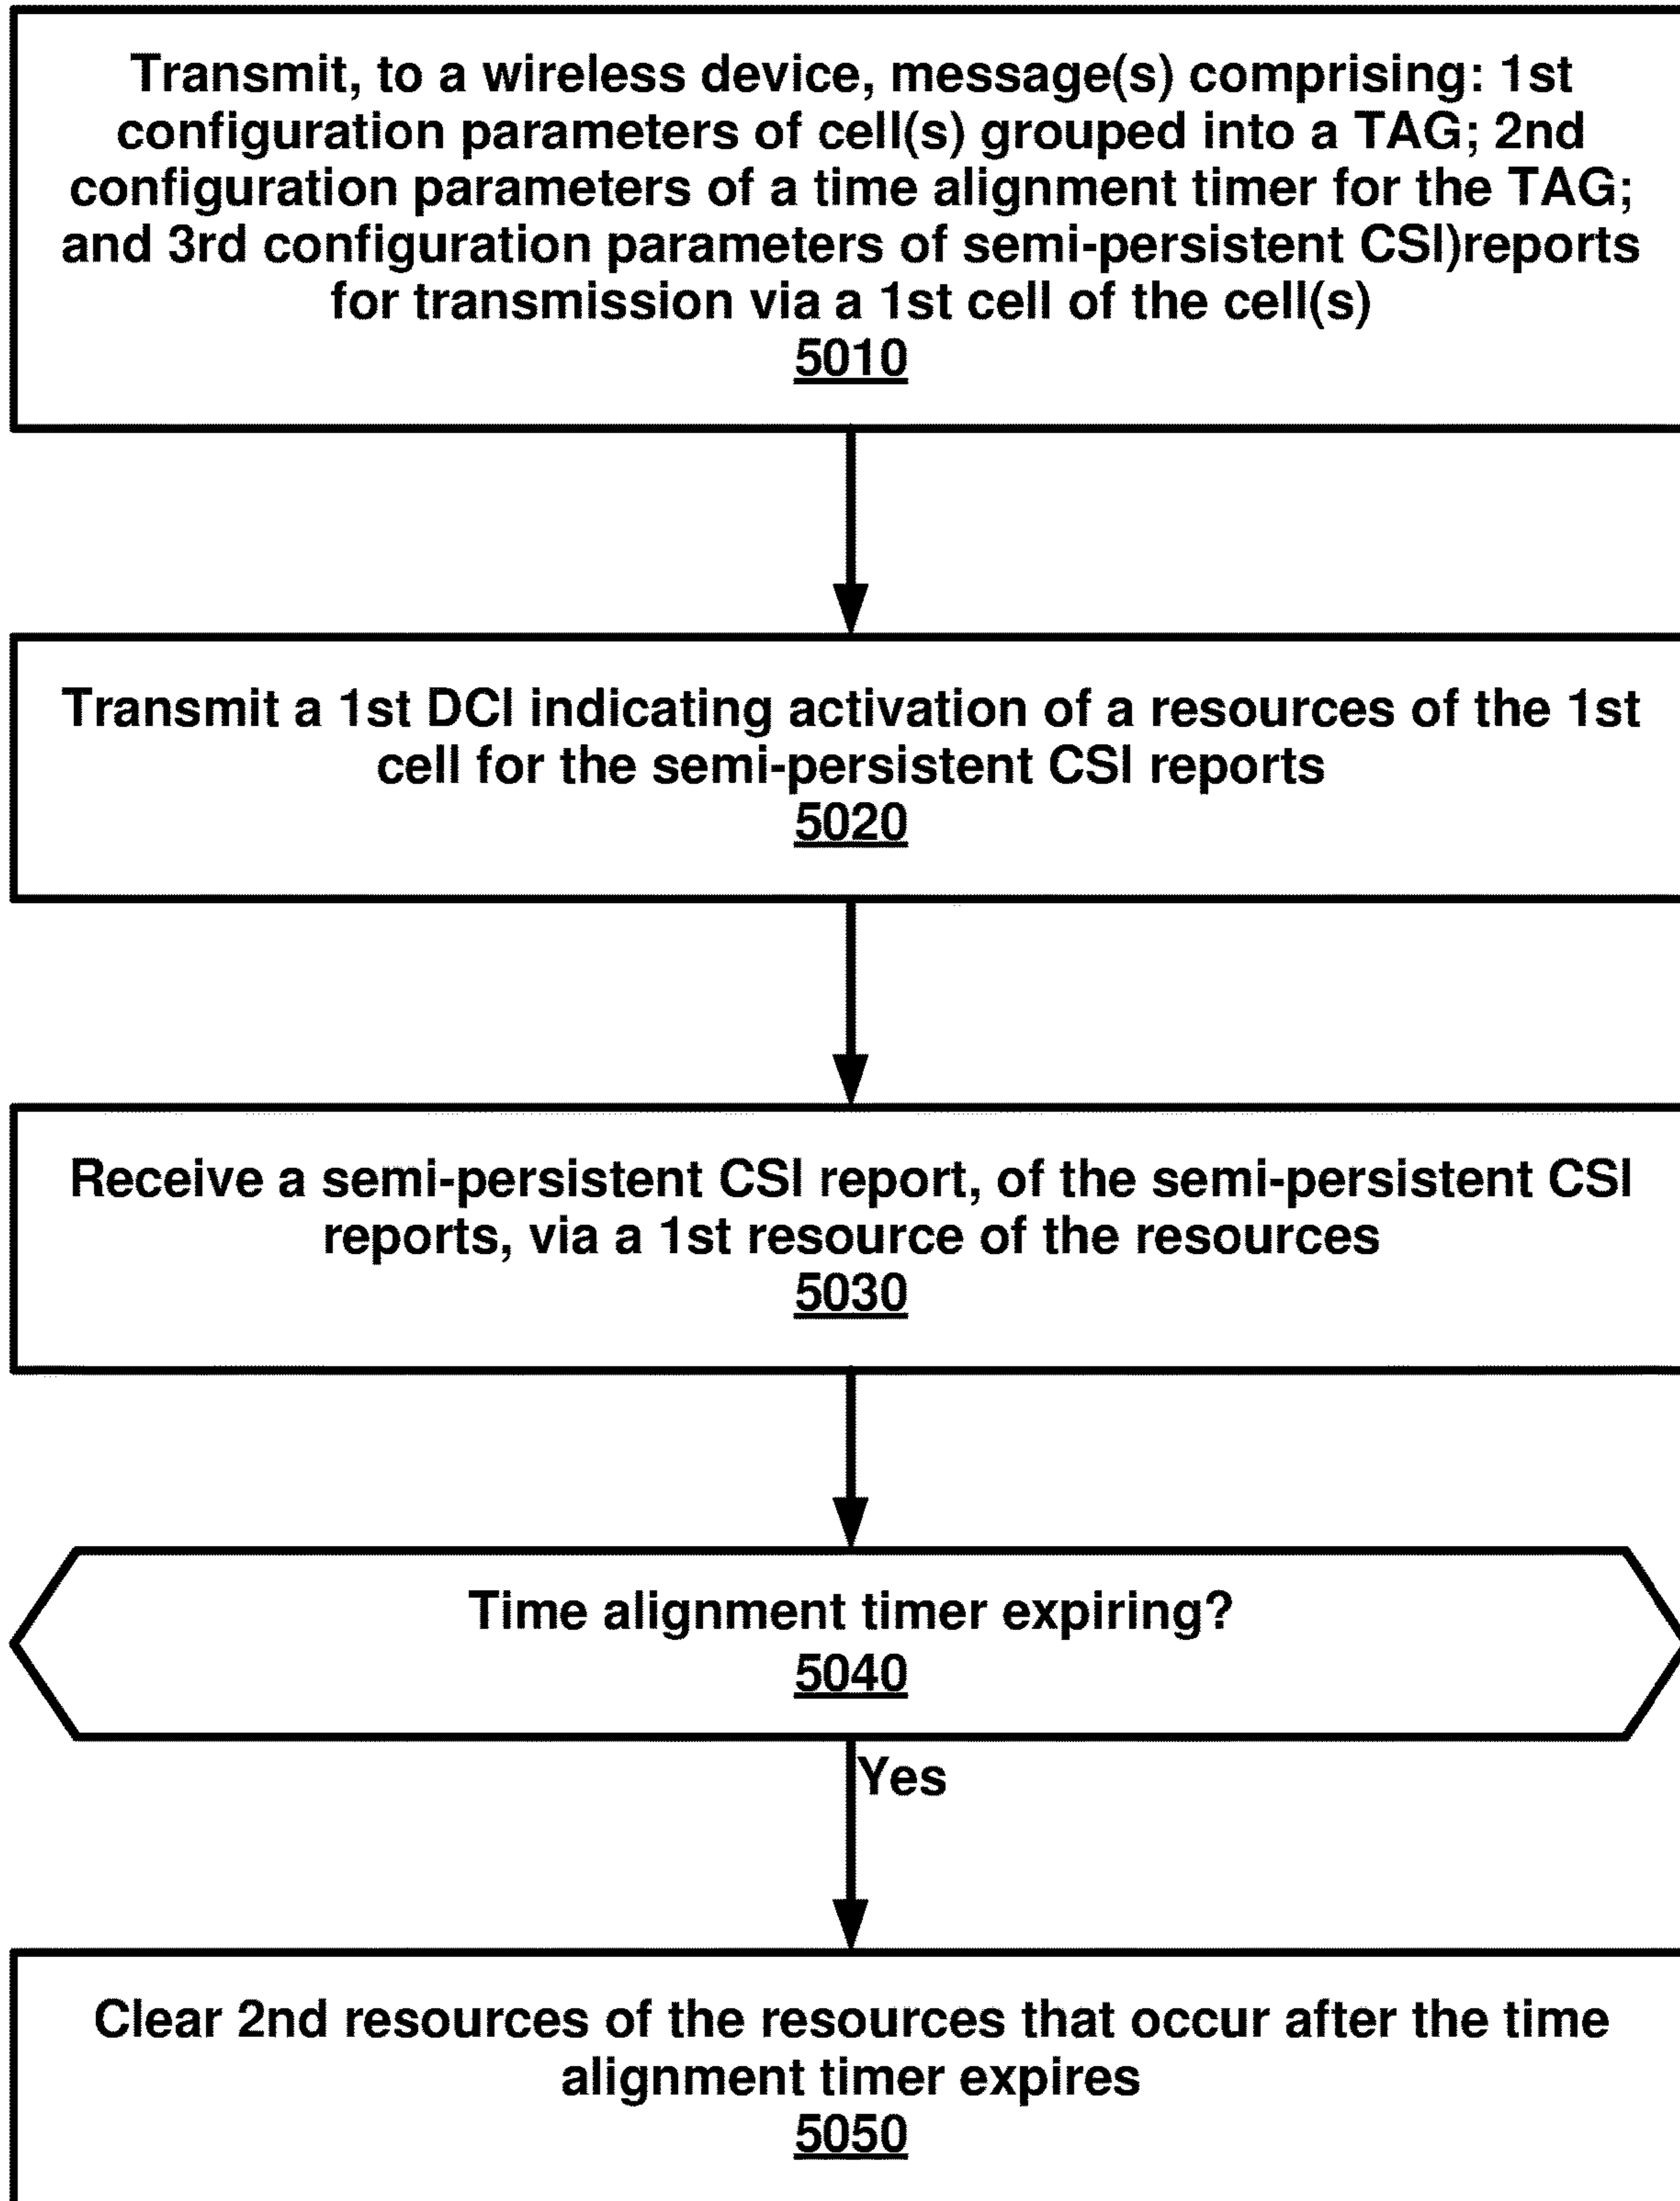 Transmit, to a wireless device, message(s) comprising: 1st
configuration parameters of cell(s) grouped into a TAG; 2nd
configuration parameters of a time alignment timer for the TAG;
and 3rd configuration parameters of semi-persistent CSI)reports
for transmission via a 1st cell of the cell(s)
5010
Transmit a 1st DCI indicating activation of a resources of the 1st
cell for the semi-persistent CSI reports
5020
Receive a semi-persistent CSI report, of the semi-persistent CSI
reports, via a 1st resource of the resources
5030
Time alignment timer expiring?
5040
Yes
Clear 2nd resources of the resources that occur after the time
alignment timer expires
5050